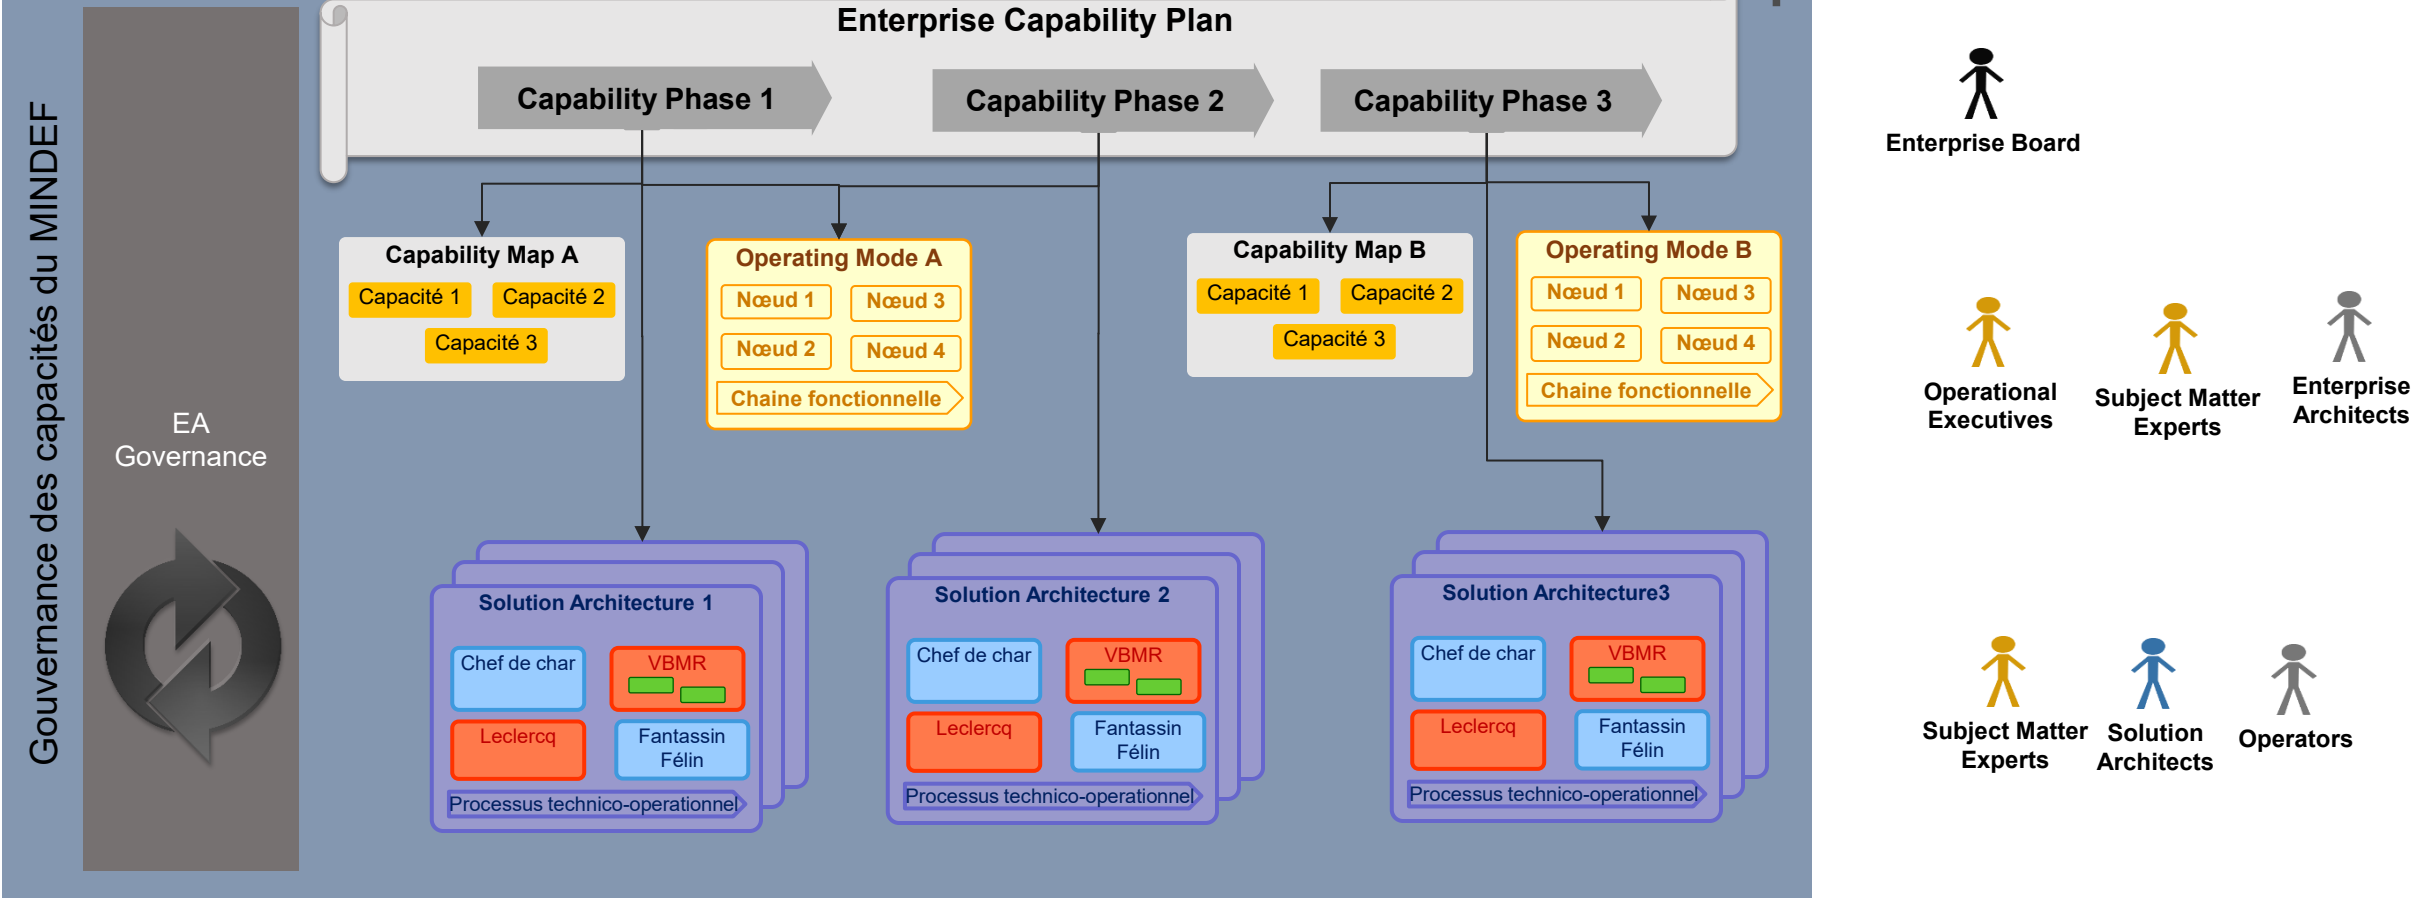 Enterprise Capability Plan
Capability Phase 1
Capability Phase 2
Capability Phase 3
Gouvernance des capacités du MINDEF
EA
Governance
Capability Map A
Capacité 1
Capacité 2
Capacité 3
Operating Mode A
Nœud 1
Nœud 3
Nœud 2
Nœud 4
Chaine fonctionnelle
Capability Map B
Capacité 1
Capacité 2
Capacité 3
Operating Mode B
Nœud 1
Nœud 3
Nœud 2
Nœud 4
Chaine fonctionnelle
Solution Architecture 1
Chef de char
VBMR
Leclercq
Fantassin
Félin
Processus technico-operationnel
Solution Architecture 2
Chef de char
VBMR
Leclercq
Fantassin
Félin
Processus technico-operationnel
Solution Architecture3
Chef de char
VBMR
Leclercq
Fantassin
Félin
Processus technico-operationnel
Enterprise Board
Operational
Executives
Subject Matter
Experts
Enterprise
Architects
Subject Matter
Experts
Solution
Architects
Operators